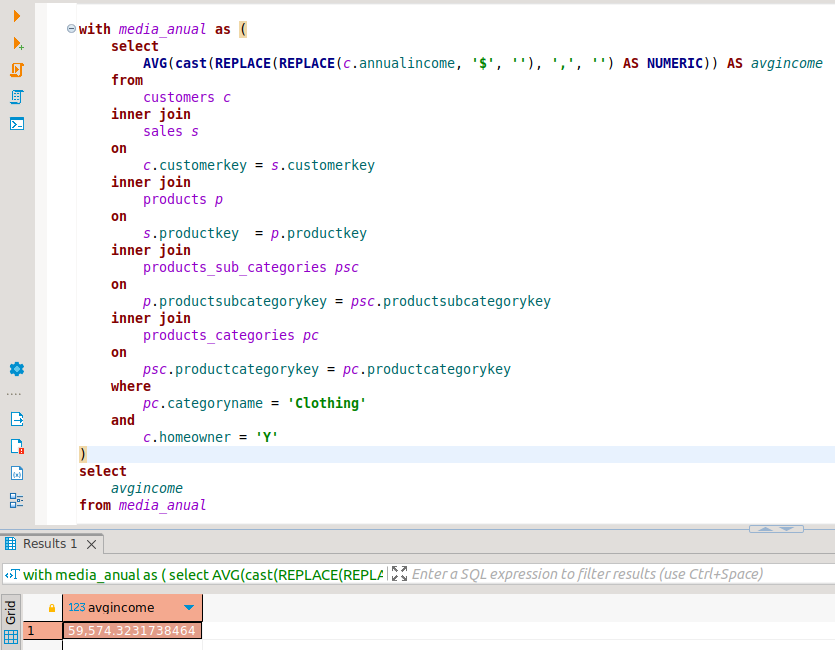 with media_anual as (
select
AVG(cast(REPLACE(REPLACE(c.annualincome, '$', ''), ',', '') AS NUMERIC)) AS avgincome
from
customers c
inner join
sales s
on
c.customerkey = s.customerkey
inner join
products p
on
s.productkey  = p.productkey
inner join
products_sub_categories psc
on
p.productsubcategorykey = psc.productsubcategorykey
inner join
products_categories pc
on
psc.productcategorykey = pc.productcategorykey
where
pc.categoryname = 'Clothing'
and
c.homeowner = 'Y'
)
select
avgincome
from media_anual
Results 1
with media_anual as ( select AVG(cast(REPLACE(REPLA
Enter a SQL expression to filter results (use Ctrl+Space)
Grid
123 avgincome
1 59,574.3231738464